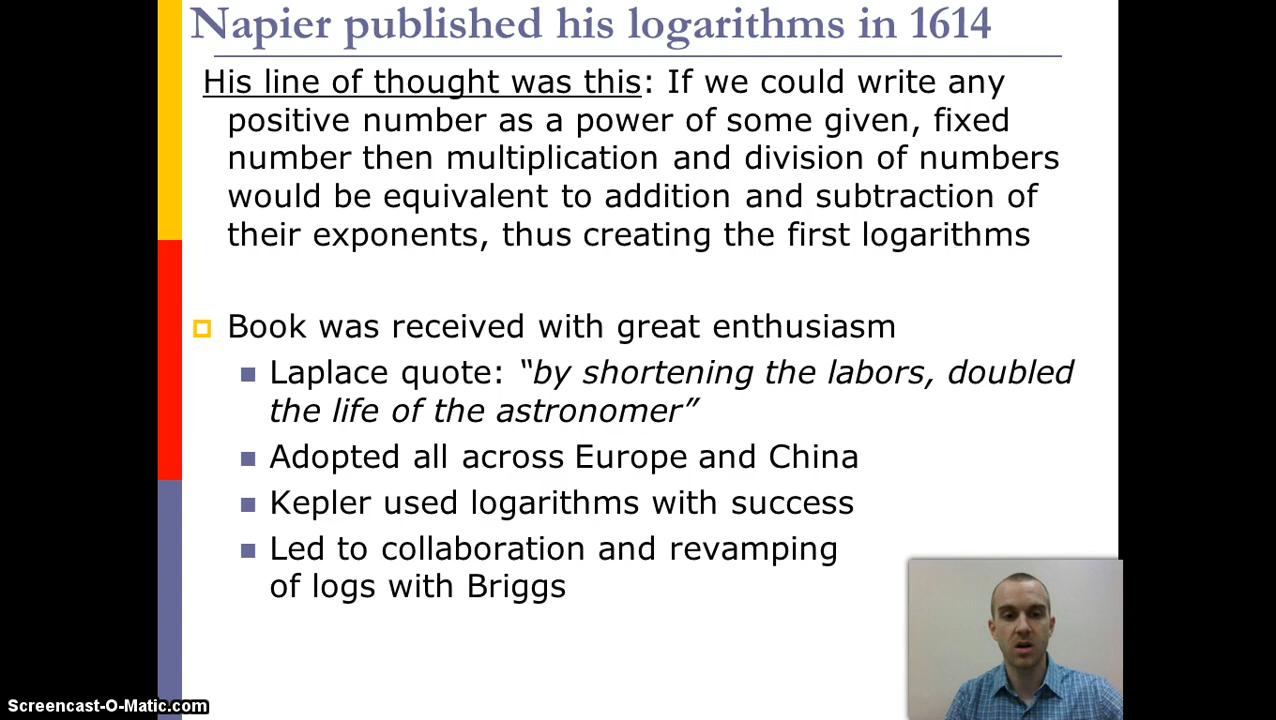 Napier published his logarithms in 1614
His line of thought was this: If we could write any
positive number as a power of some given, fixed
number then multiplication and division of numbers
would be equivalent to addition and subtraction of
their exponents, thus creating the first logarithms
Book was received with great enthusiasm
Laplace quote: “by shortening the labors, doubled
the life of the astronomer”
Adopted all across Europe and China
Kepler used logarithms with success
Led to collaboration and revamping
of logs with Briggs
Screencast-O-Matic.com